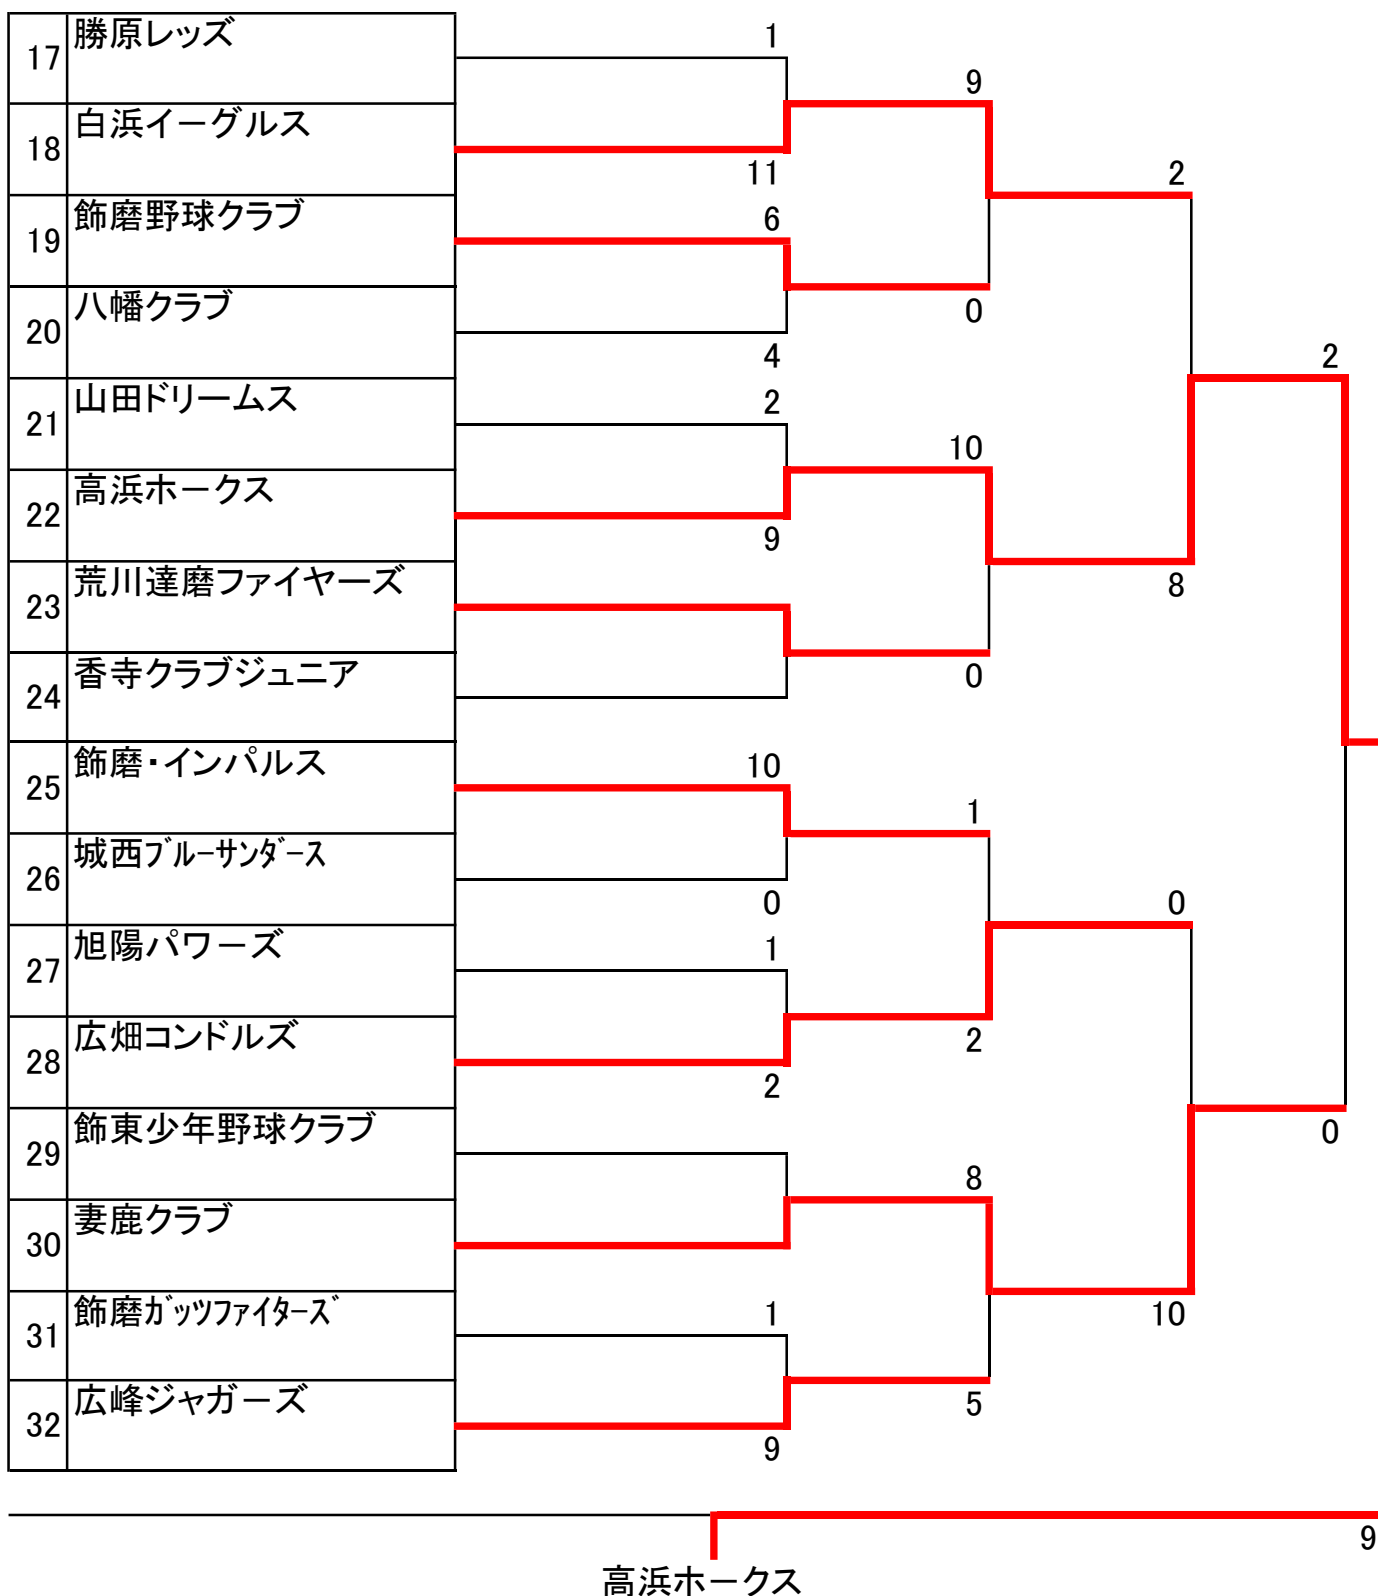 17 勝原レッズ 1
9
18 白浜イーグルス 11
2
19 飾磨野球クラブ 6
0
20 八幡クラブ 4
2
21 山田ドリームス 2
10
22 高浜ホークス 9
8
23 荒川達磨ファイヤーズ
0
24 香寺クラブジュニア
25 飾磨・インパルス 10
1
26 城西ブルーサンダース 0
0
27 旭陽パワーズ 1
2
28 広畑コンドルズ 2
0
29 飾東少年野球クラブ
8
30 妻鹿クラブ
10
31 飾磨ガッツファイターズ 1
5
32 広峰ジャガーズ 9
9
高浜ホークス